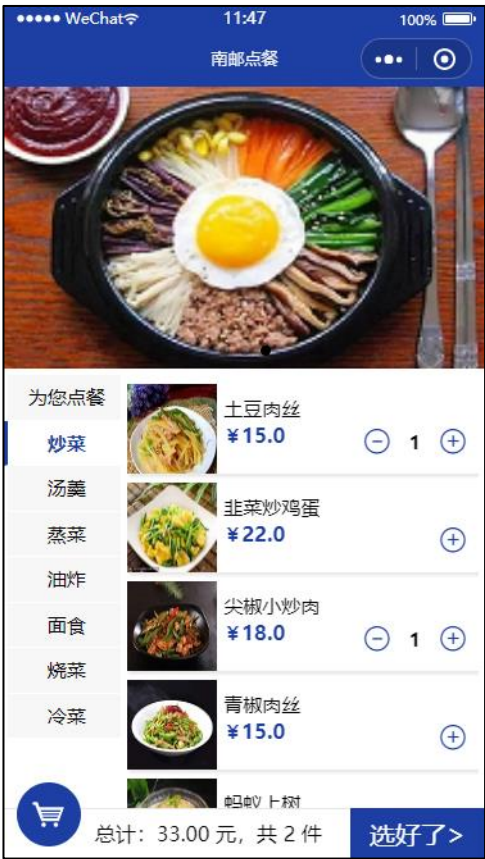 ●●●●● WeChat
11:47
100%
南邮点餐
为您点餐
炒菜
汤羹
蒸菜
油炸
面食
烧菜
冷菜
土豆肉丝
¥15.0
1
韭菜炒鸡蛋
¥22.0
尖椒小炒肉
¥18.0
1
青椒肉丝
¥15.0
蚂蚁上树
总计：33.00 元，共 2 件
选好了>